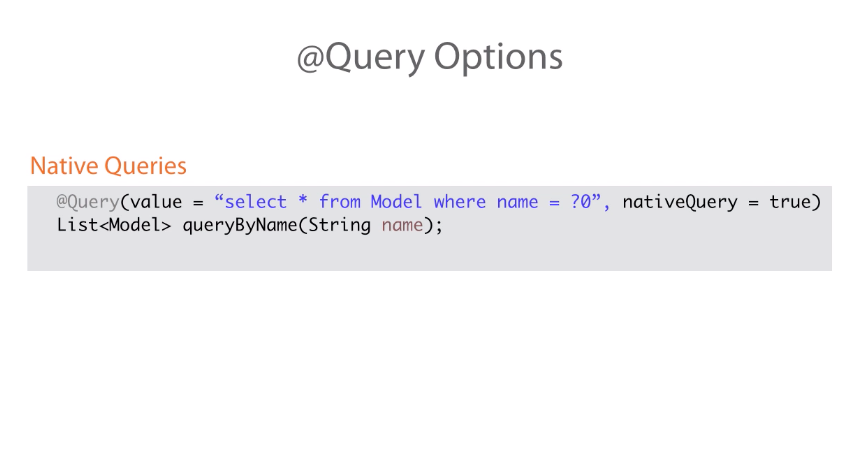 @Query Options
Native Queries
@Query(value = “select * from Model where name = ?0”, nativeQuery = true)
List<Model> queryByName(String name);